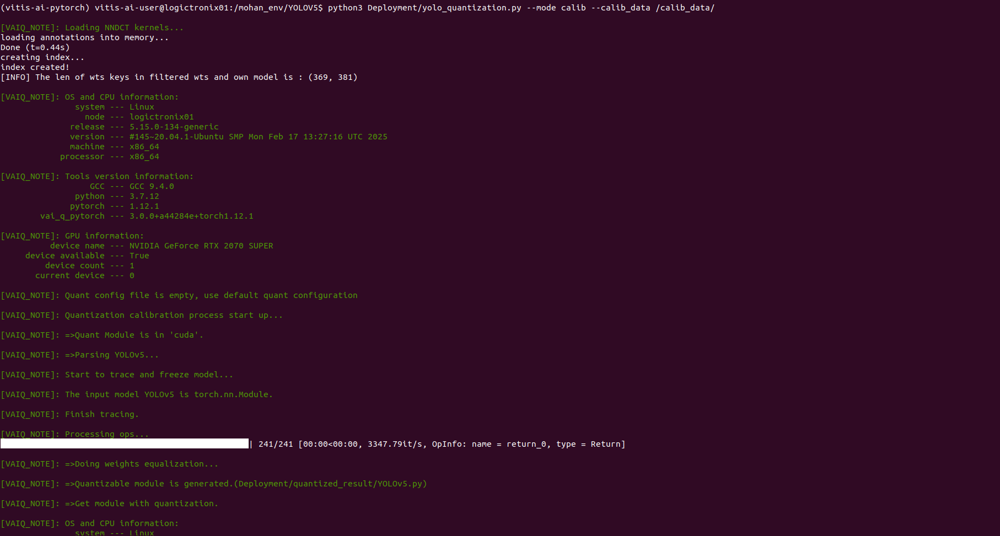 (vitis-ai-pytorch) vitis-ai-user@logictronix01:/mohan_env/YOLOV5$ python3 Deployment/yolo_quantization.py --mode calib --calib_data /calib_data/
[VAIQ_NOTE]: Loading NNDCT kernels...
loading annotations into memory...
Done (t=0.44s)
creating index...
index created!
[INFO] The len of wts keys in filtered wts and own model is : (369, 381)
[VAIQ_NOTE]: OS and CPU information:
system --- Linux
node --- logictronix01
release --- 5.15.0-134-generic
version --- #145~20.04.1-Ubuntu SMP Mon Feb 17 13:27:16 UTC 2025
machine --- x86_64
processor --- x86_64
[VAIQ_NOTE]: Tools version information:
GCC --- GCC 9.4.0
python --- 3.7.12
pytorch --- 1.12.1
vai_q_pytorch --- 3.0.0+a44284e+torch1.12.1
[VAIQ_NOTE]: GPU information:
device name --- NVIDIA GeForce RTX 2070 SUPER
device available --- True
device count --- 1
current device --- 0
[VAIQ_NOTE]: Quant config file is empty, use default quant configuration
[VAIQ_NOTE]: Quantization calibration process start up...
[VAIQ_NOTE]: =>Quant Module is in 'cuda'.
[VAIQ_NOTE]: =>Parsing YOLOv5...
[VAIQ_NOTE]: Start to trace and freeze model...
[VAIQ_NOTE]: The input model YOLOv5 is torch.nn.Module.
[VAIQ_NOTE]: Finish tracing.
[VAIQ_NOTE]: Processing ops...
| 241/241 [00:00<00:00, 3347.79it/s, OpInfo: name = return_0, type = Return]
[VAIQ_NOTE]: =>Doing weights equalization...
[VAIQ_NOTE]: =>Quantizable module is generated.(Deployment/quantized_result/YOLOv5.py)
[VAIQ_NOTE]: =>Get module with quantization.
[VAIQ_NOTE]: OS and CPU information:
system --- Linux